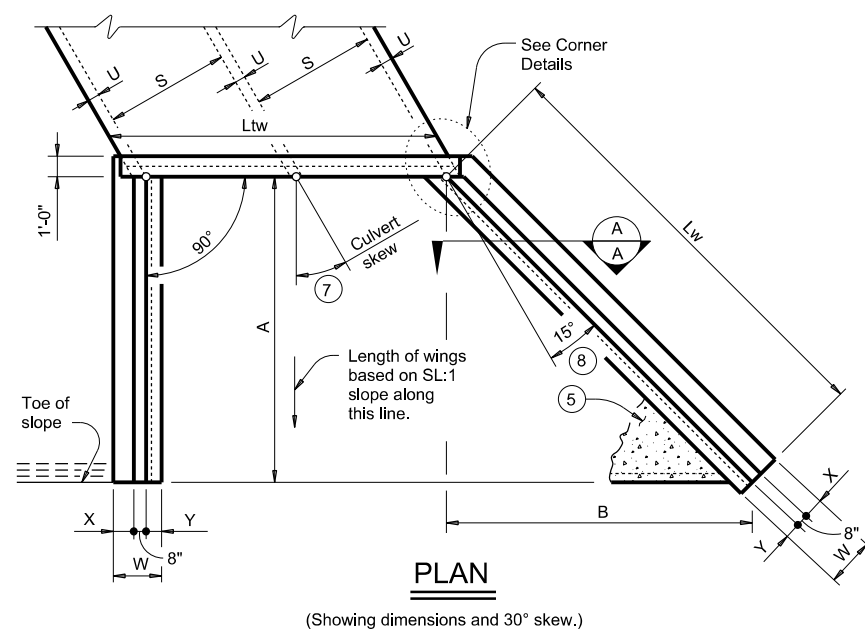 U
S
U
S
U
See Corner
Details
Ltw
1'-0"
90°
Culvert
skew
7
A
A
A
Lw
15°
8
5
Length of wings
based on SL:1
slope along
this line.
Toe of
slope
X
Y
8"
W
B
X
8"
Y
W
PLAN
(Showing dimensions and 30° skew.)